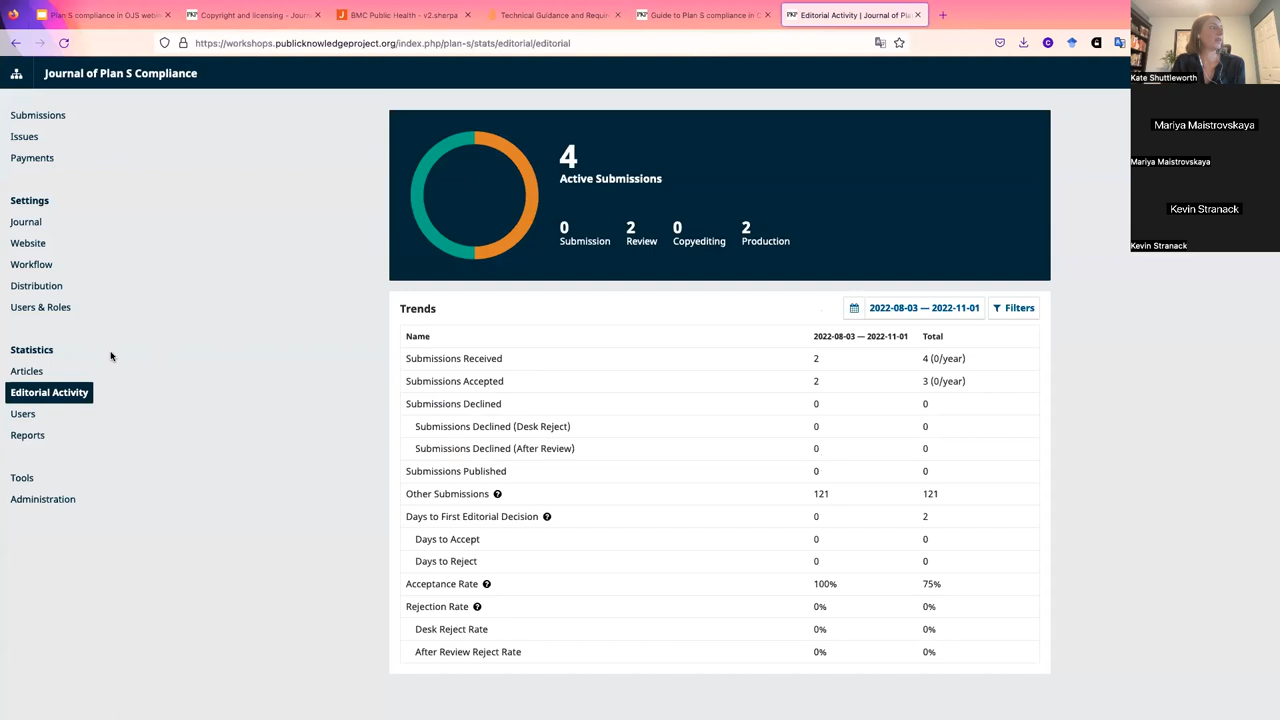 Plan S compliance in OJS webin
Copyright and licensing - Journ
BMC Public Health - v2.sherpa
Technical Guidance and Requir
Guide to Plan S compliance in O
Editorial Activity | Journal of Pla
https://workshops.publicknowledgeproject.org/index.php/plan-s/stats/editorial/editorial
Journal of Plan S Compliance
Submissions
Issues
Payments
Settings
Journal
Website
Workflow
Distribution
Users & Roles
Statistics
Articles
Editorial Activity
Users
Reports
Tools
Administration
4
Active Submissions
0 2 0 2
Submission Review Copyediting Production
Trends 2022-08-03 — 2022-11-01 Filters
Name 2022-08-03 — 2022-11-01 Total
Submissions Received 2 4 (0/year)
Submissions Accepted 2 3 (0/year)
Submissions Declined 0 0
Submissions Declined (Desk Reject) 0 0
Submissions Declined (After Review) 0 0
Submissions Published 0 0
Other Submissions 121 121
Days to First Editorial Decision 0 2
Days to Accept 0 0
Days to Reject 0 0
Acceptance Rate 100% 75%
Rejection Rate 0% 0%
Desk Reject Rate 0% 0%
After Review Reject Rate 0% 0%
Kate Shuttleworth
Mariya Maistrovskaya
Mariya Maistrovskaya
Kevin Stranack
Kevin Stranack